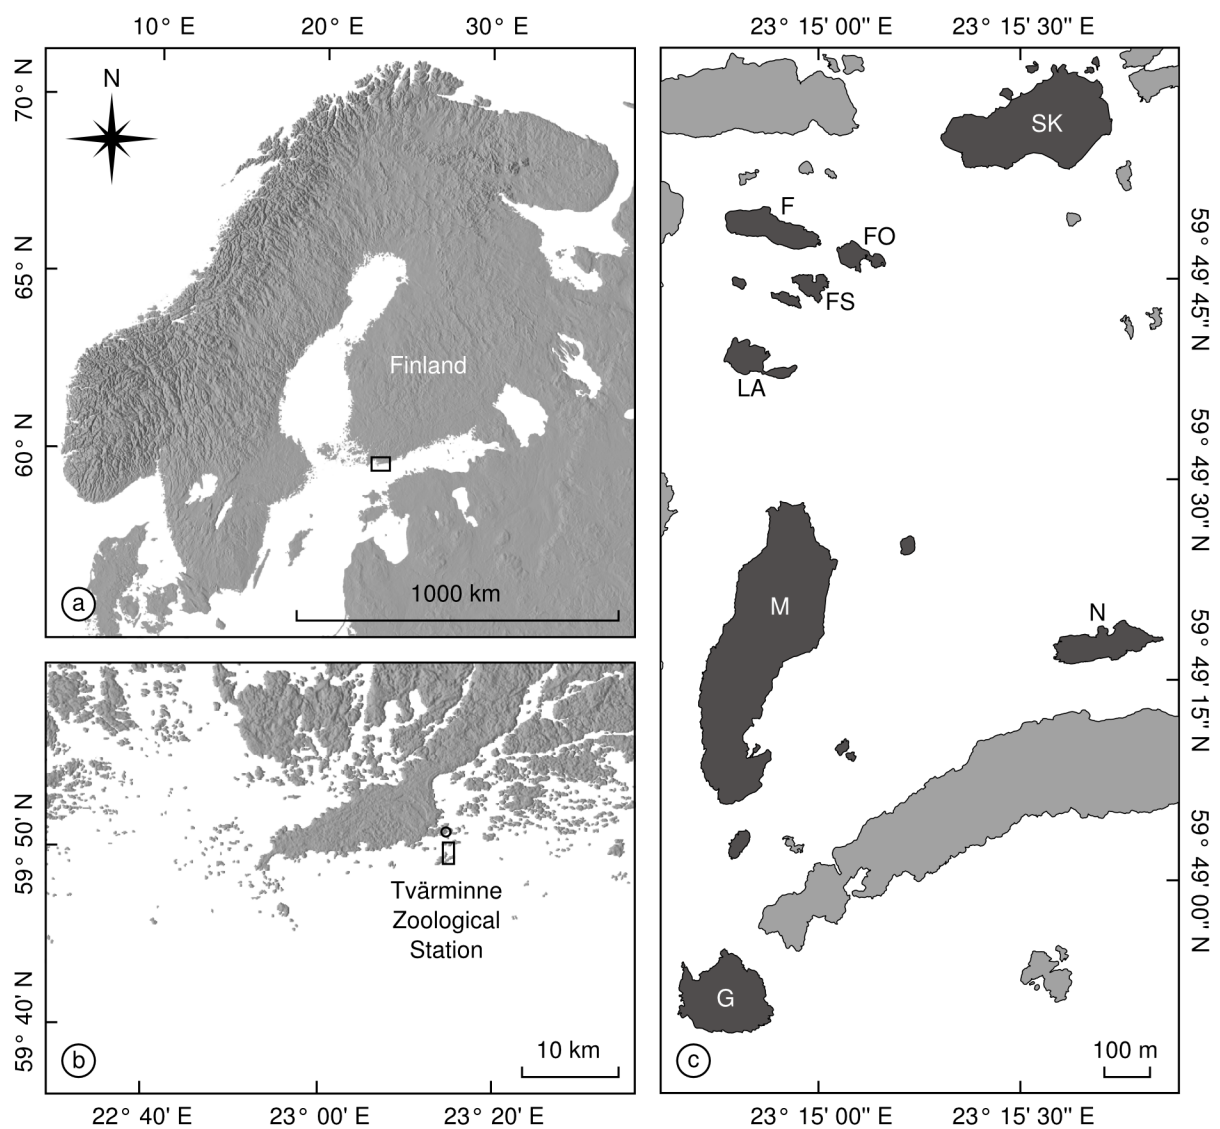 10° E
20° E
30° E
N
70° N
65° N
60° N
Finland
1000 km
a
59° 50' N
59° 40' N
Tvärminne
Zoological
Station
10 km
b
22° 40' E
23° 00' E
23° 20' E
23° 15' 00'' E
23° 15' 30'' E
SK
F
FO
FS
LA
M
N
G
59° 49' 45'' N
59° 49' 30'' N
59° 49' 15'' N
59° 49' 00'' N
100 m
c
23° 15' 00'' E
23° 15' 30'' E